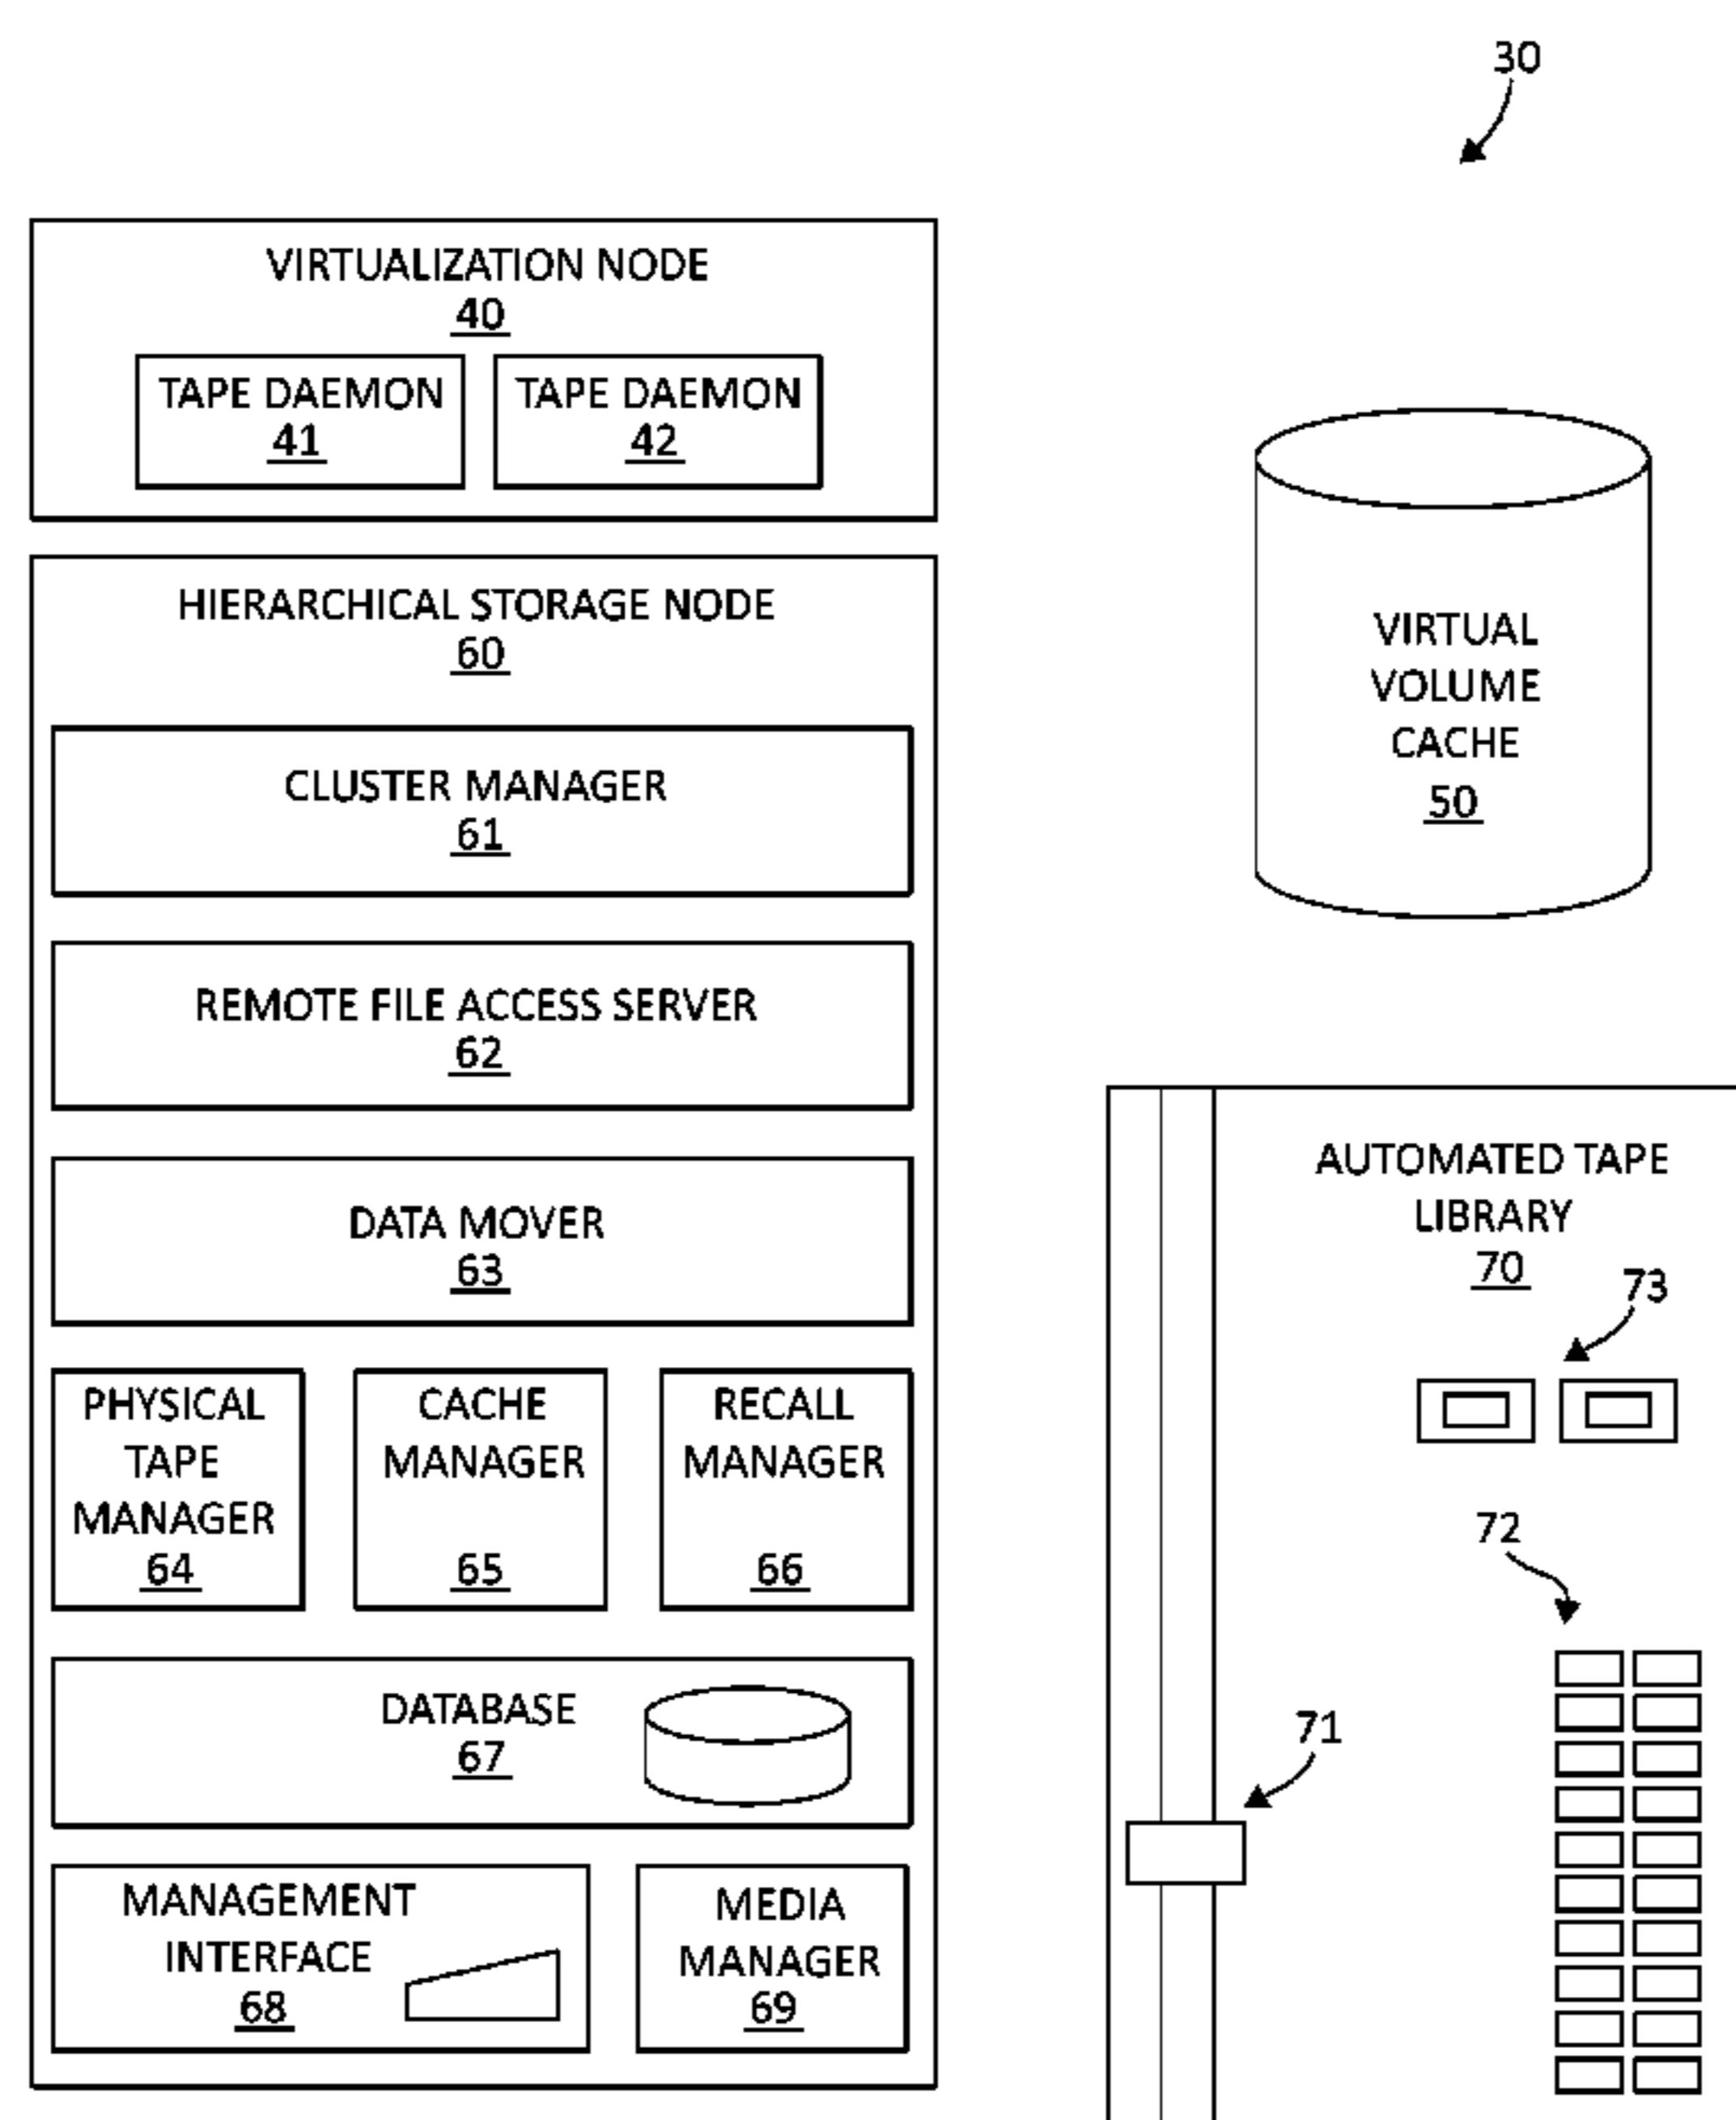 30
VIRTUALIZATION NODE
40
TAPE DAEMON
41
TAPE DAEMON
42
HIERARCHICAL STORAGE NODE
60
CLUSTER MANAGER
61
REMOTE FILE ACCESS SERVER
62
DATA MOVER
63
PHYSICAL
TAPE
MANAGER
64
CACHE
MANAGER
65
RECALL
MANAGER
66
DATABASE
67
MANAGEMENT
INTERFACE
68
MEDIA
MANAGER
69
VIRTUAL
VOLUME
CACHE
50
AUTOMATED TAPE
LIBRARY
70
73
72
71